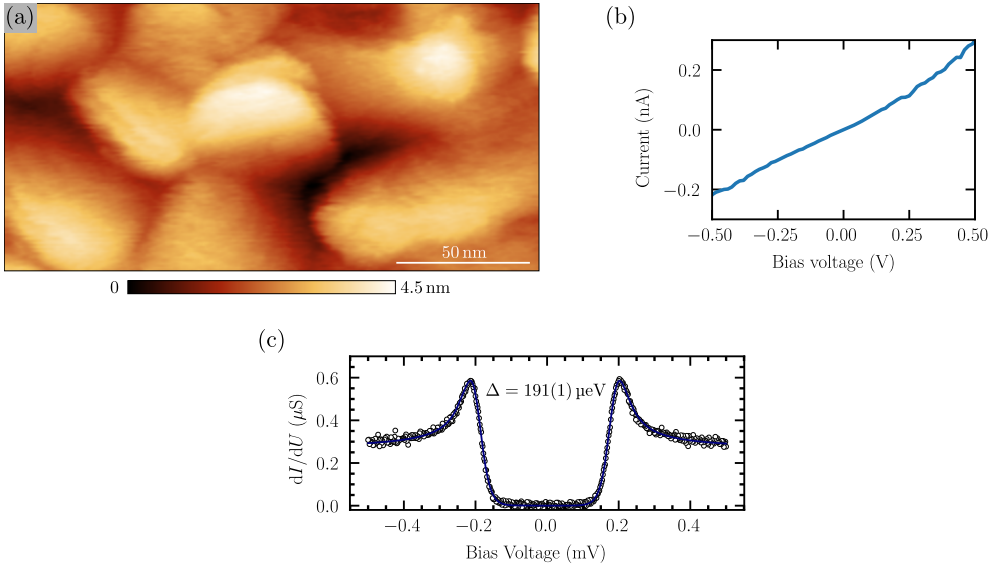 (a)
50 nm
0
4.5 nm
(b)
Current (nA)
0.2
0.0
−0.2
−0.50
−0.25
0.00
0.25
0.50
Bias voltage (V)
(c)
dI/dU (µS)
0.6
0.4
0.2
0.0
Δ = 191(1) µeV
−0.4
−0.2
0.0
0.2
0.4
Bias Voltage (mV)